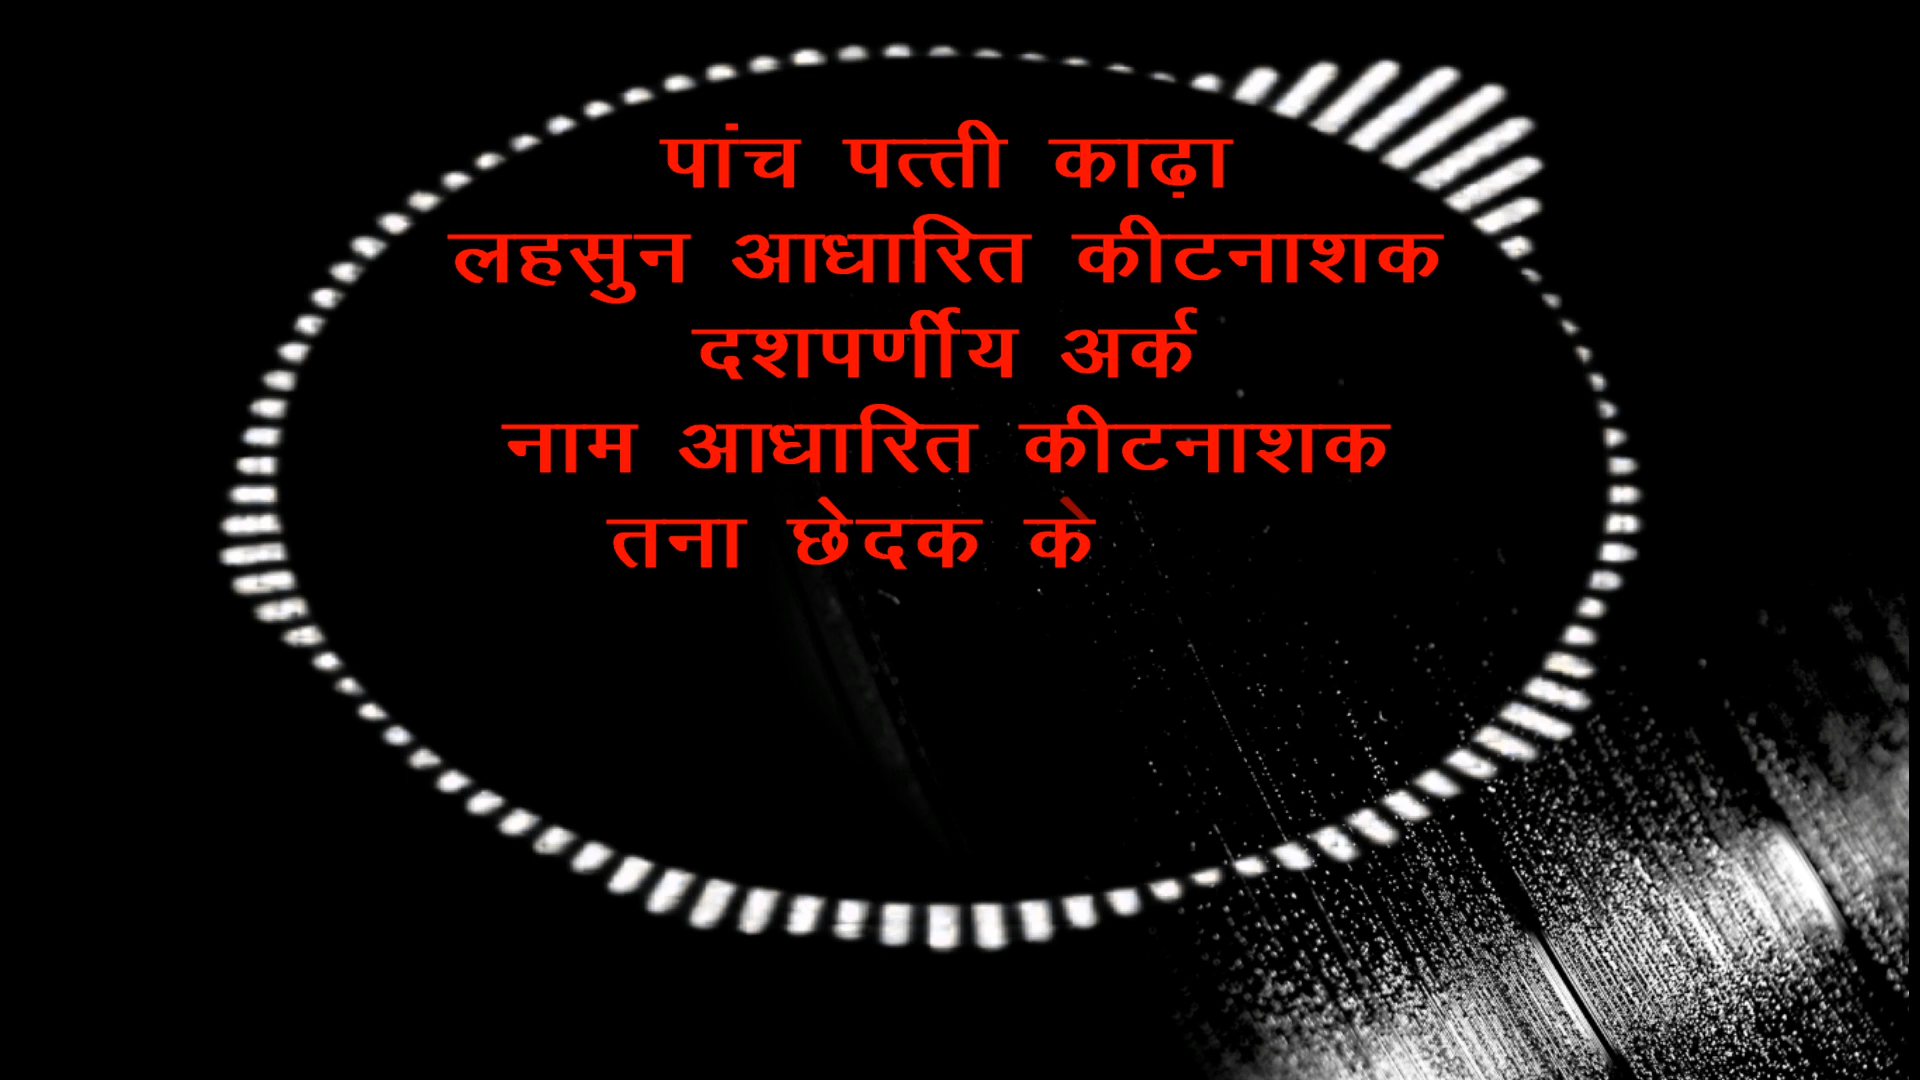 पांच पत्ती काढ़ा
लहसुन आधारित कीटनाशक
दशपर्णीय अर्क
नाम आधारित कीटनाशक
तना छेदक के